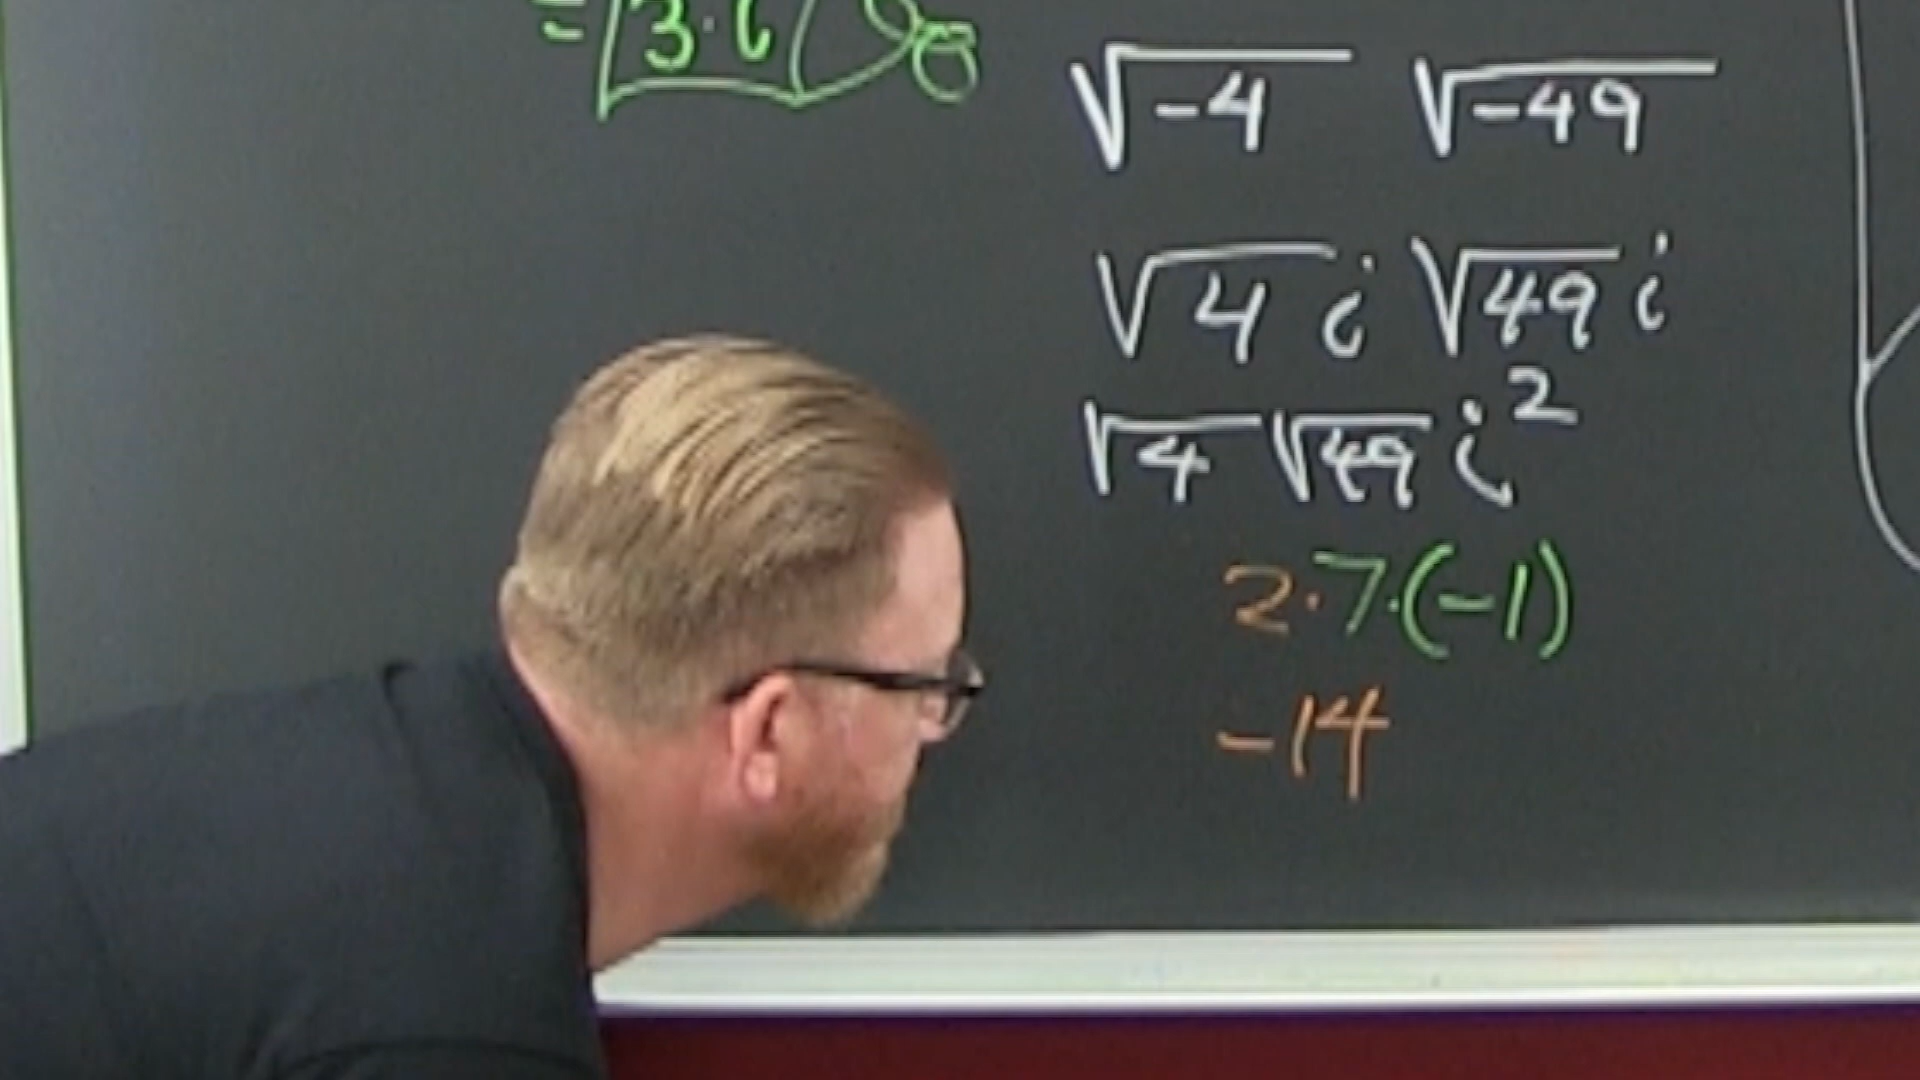 = 3·i
√-4 √-49
√4 i √49 i
√4 √49 i²
2·7·(-1)
-14